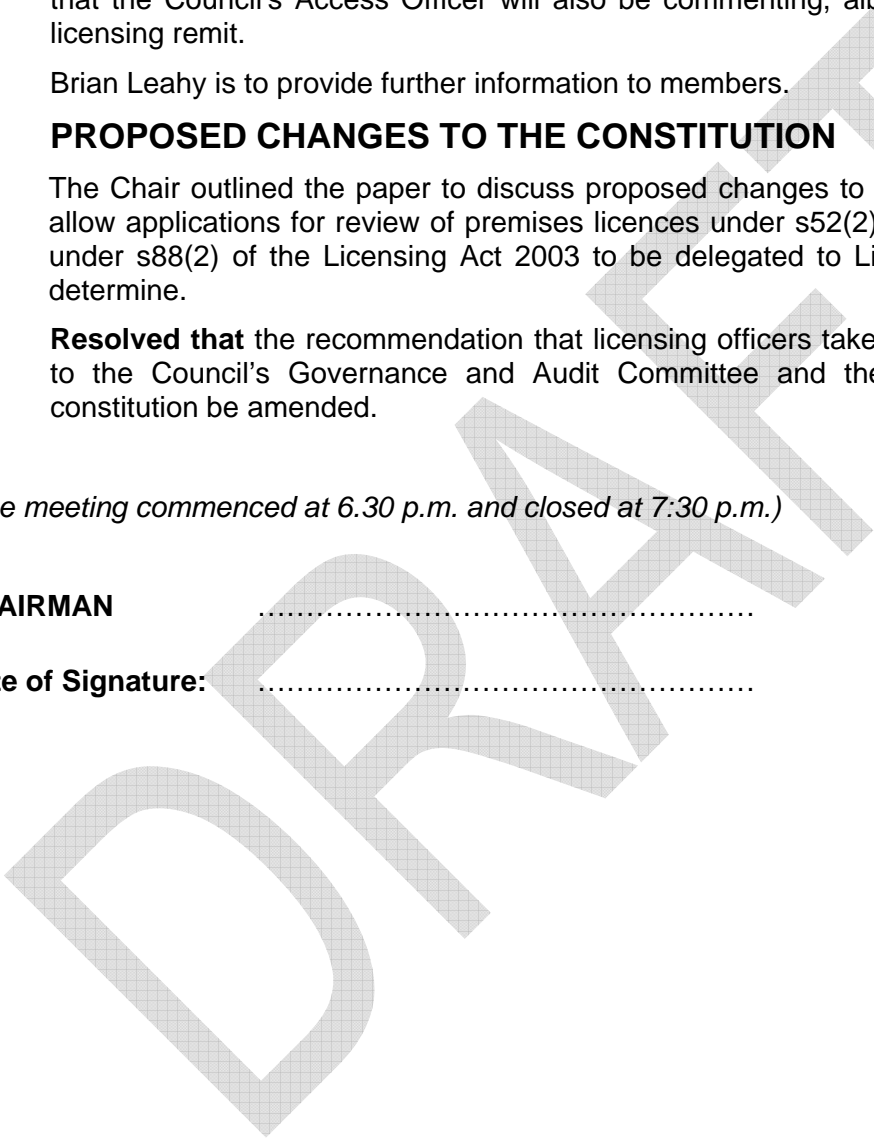 that the Council's Access Officer will also be commenting,
licensing remit.
Brian Leahy is to provide further information to members.
PROPOSED CHANGES TO THE CONSTITUTION
The Chair outlined the paper to discuss proposed changes to
allow applications for review of premises licences under s52(2)
under s88(2) of the Licensing Act 2003 to be delegated to Li
determine.
Resolved that the recommendation that licensing officers take
to the Council's Governance and Audit Committee and the
constitution be amended.
e meeting commenced at 6.30 p.m. and closed at 7:30 p.m.)
AIRMAN ……………………………………………
te of Signature: ……………………………………………
DRAFT